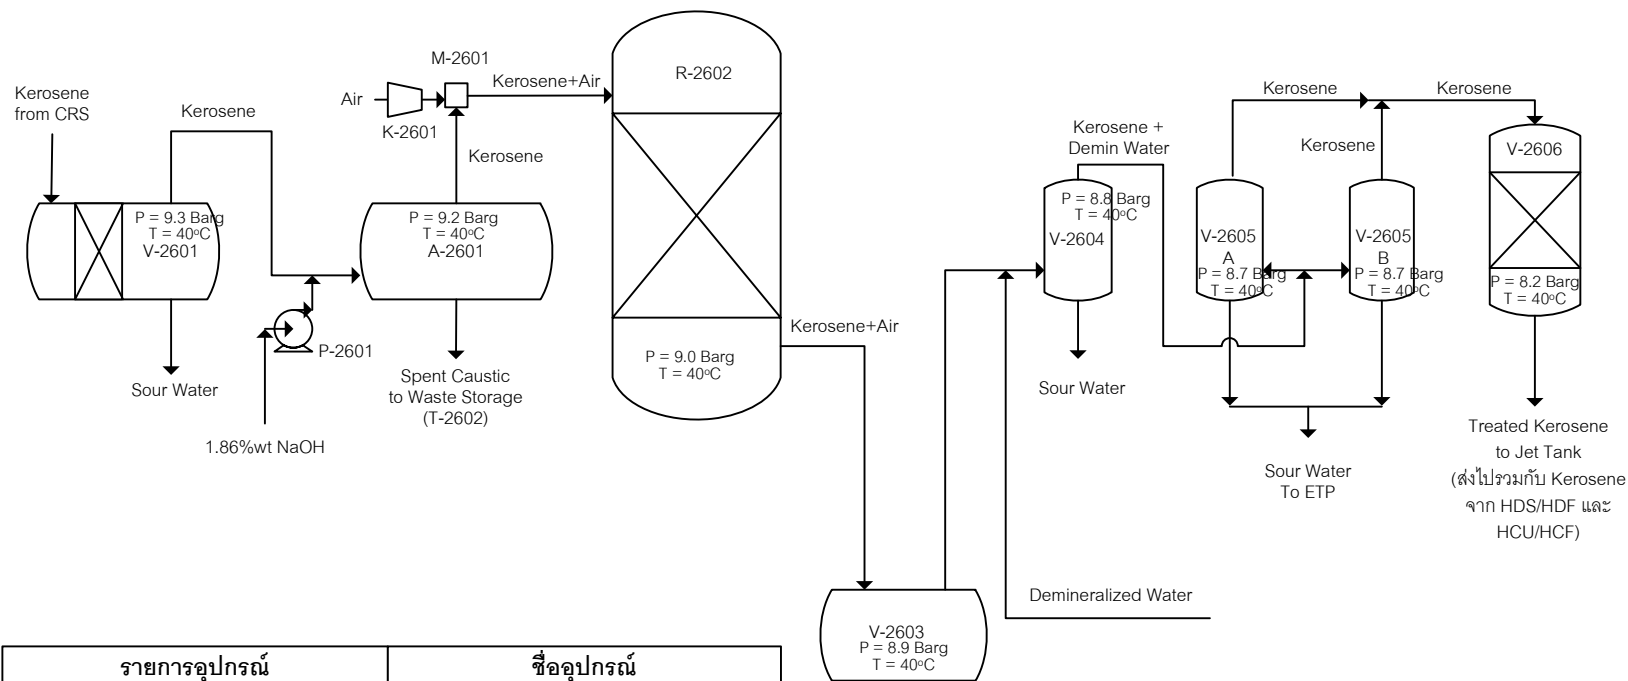 Kerosene
from CRS
Kerosene
P = 9.3 Barg
T = 40°C
V-2601
Sour Water
1.86%wt NaOH
P-2601
Air
K-2601
M-2601
Kerosene+Air
Kerosene
P = 9.2 Barg
T = 40°C
A-2601
Spent Caustic
to Waste Storage
(T-2602)
R-2602
P = 9.0 Barg
T = 40°C
Kerosene+Air
V-2603
P = 8.9 Barg
T = 40°C
Demineralized Water
Kerosene +
Demin Water
P = 8.8 Barg
T = 40°C
V-2604
Sour Water
Kerosene
Kerosene
Kerosene
V-2605
A
P = 8.7 Barg
T = 40°C
V-2605
B
P = 8.7 Barg
T = 40°C
Sour Water
To ETP
V-2606
P = 8.2 Barg
T = 40°C
Treated Kerosene
to Jet Tank
(ส่งไปรวมกับ Kerosene
จาก HDS/HDF และ
HCU/HCF)
รายการอุปกรณ์
ชื่ออุปกรณ์